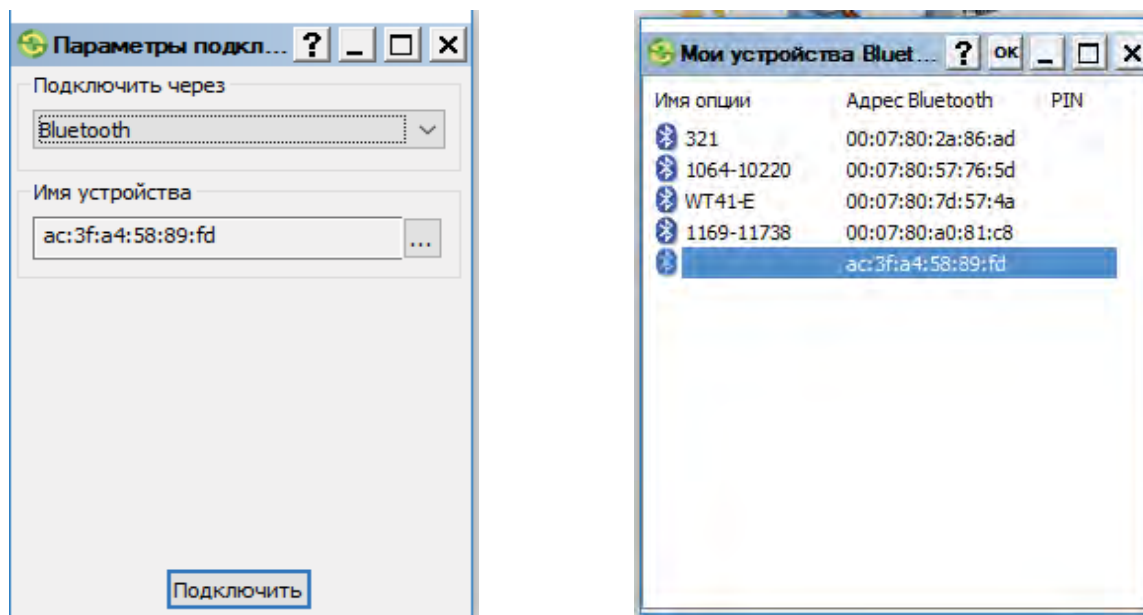 Параметры подкл... ? _ □ X
Подключить через
Bluetooth
Имя устройства
ac:3f:a4:58:89:fd ...
Подключить
Мои устройства Bluet... ? ок _ □ X
Имя опции Адрес Bluetooth PIN
321 00:07:80:2a:86:ad
1064-10220 00:07:80:57:76:5d
WT41-E 00:07:80:7d:57:4a
1169-11738 00:07:80:a0:81:c8
ac:3f:a4:58:89:fd